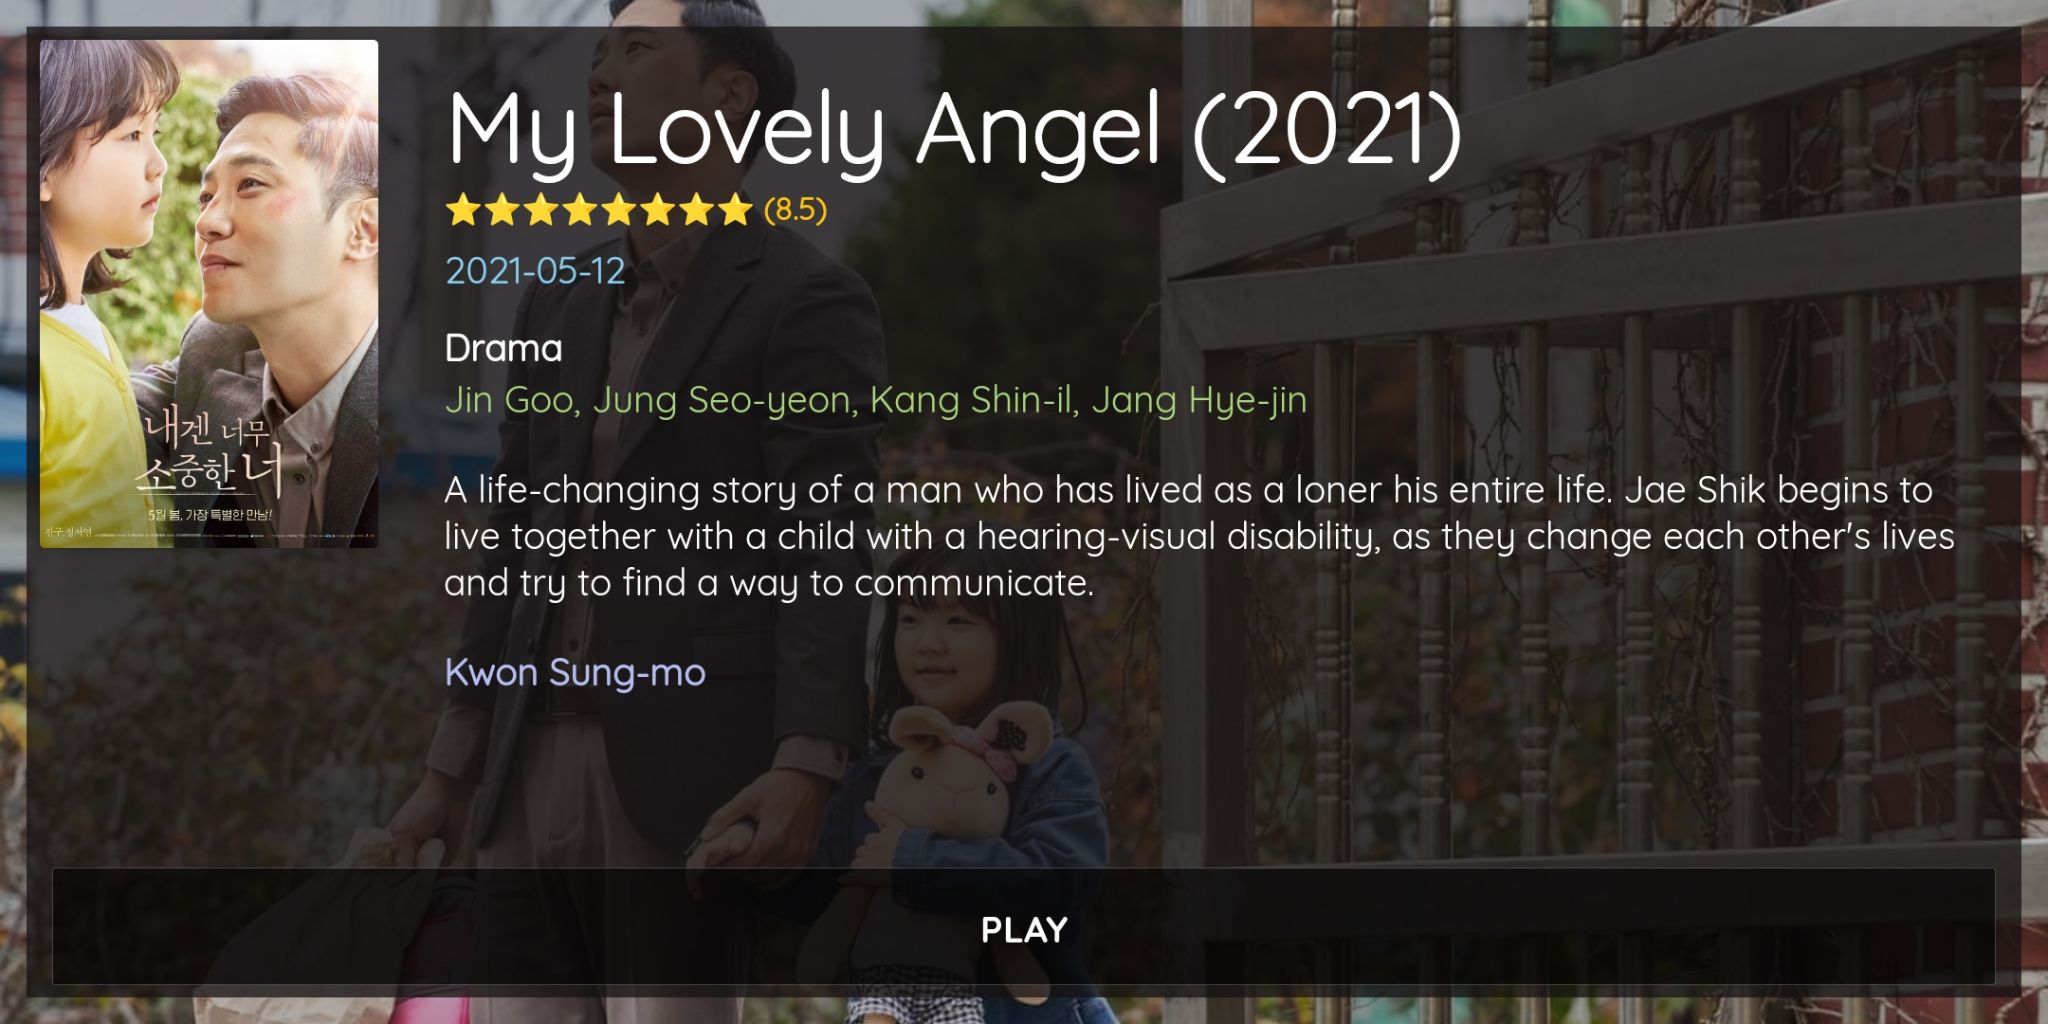 My Lovely Angel (2021)
⭐⭐⭐⭐⭐⭐⭐⭐ (8.5)
2021-05-12
Drama
Jin Goo, Jung Seo-yeon, Kang Shin-il, Jang Hye-jin
A life-changing story of a man who has lived as a loner his entire life. Jae Shik begins to
live together with a child with a hearing-visual disability, as they change each other's lives
and try to find a way to communicate.
Kwon Sung-mo
내겐 너무
소중한 너
5월 봄, 가장 특별한 만남!
진구 정서연
PLAY